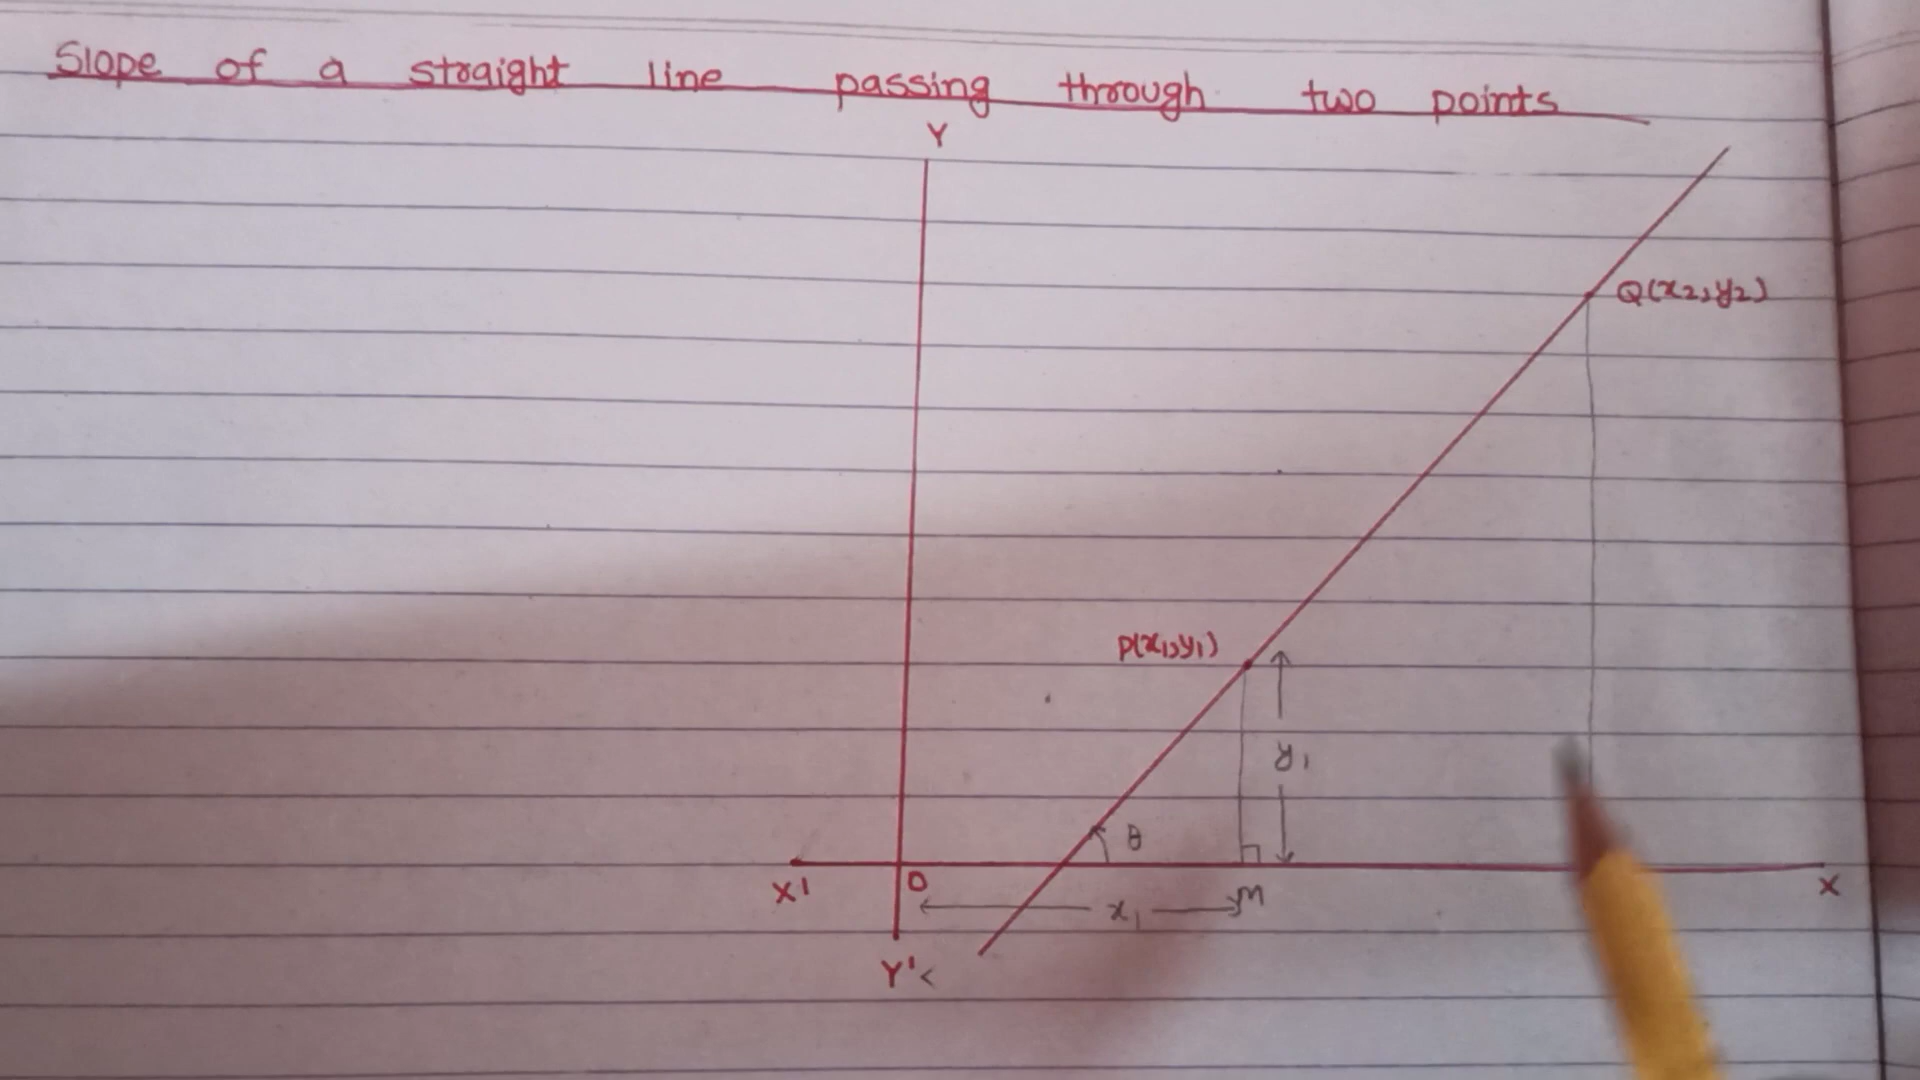 Slope of a straight line passing through two points
Y
Q(x2,y2)
P(x1,y1)
y1
θ
X' O M X
x1
Y'<